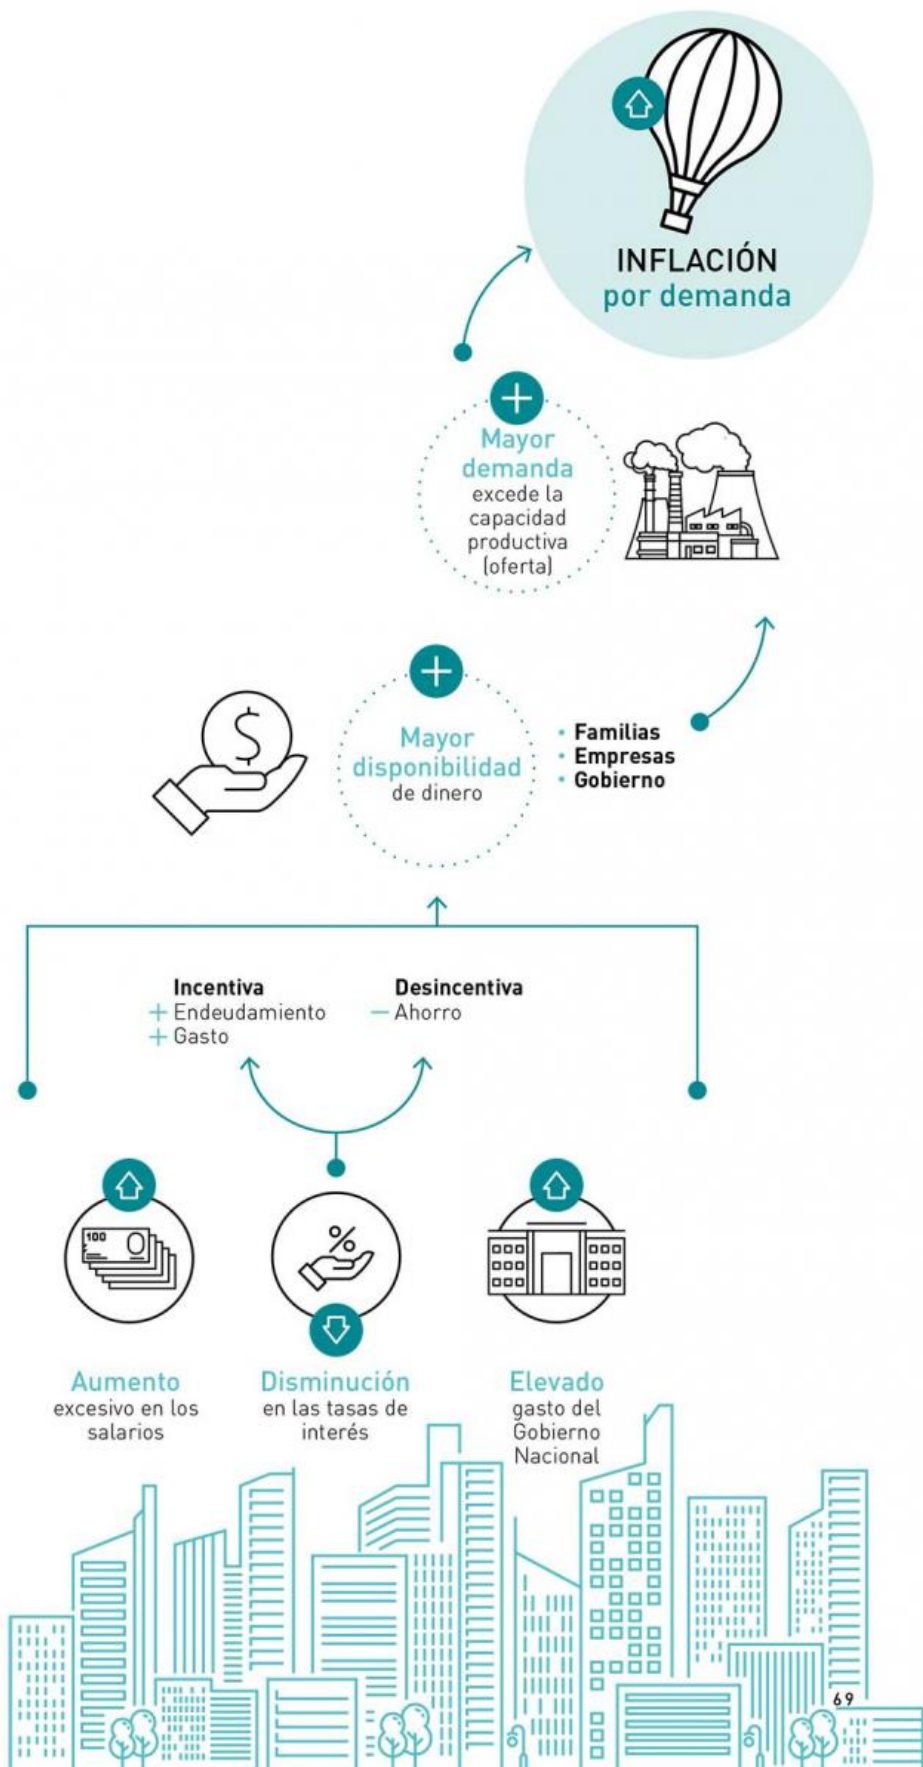 INFLACIÓN
por demanda
Mayor
demanda
excede la
capacidad
productiva
(oferta)
$
Mayor
disponibilidad
de dinero
• Familias
• Empresas
• Gobierno
Incentiva
+ Endeudamiento
+ Gasto
Desincentiva
− Ahorro
100
%
Aumento
excesivo en los
salarios
Disminución
en las tasas de
interés
Elevado
gasto del
Gobierno
Nacional
69